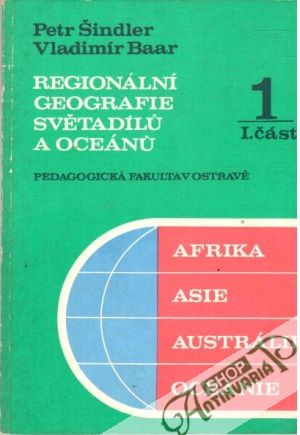 Petr Šindler
Vladimír Baar
REGIONÁLNÍ
GEOGRAFIE
SVĚTADÍLŮ
A OCEÁNŮ
1
I. část
PEDAGOGICKÁ FAKULTA V OSTRAVĚ
AFRIKA
ASIE
AUSTRÁLIE
OCEÁNIE
SHOP
ANTIKVARIAT